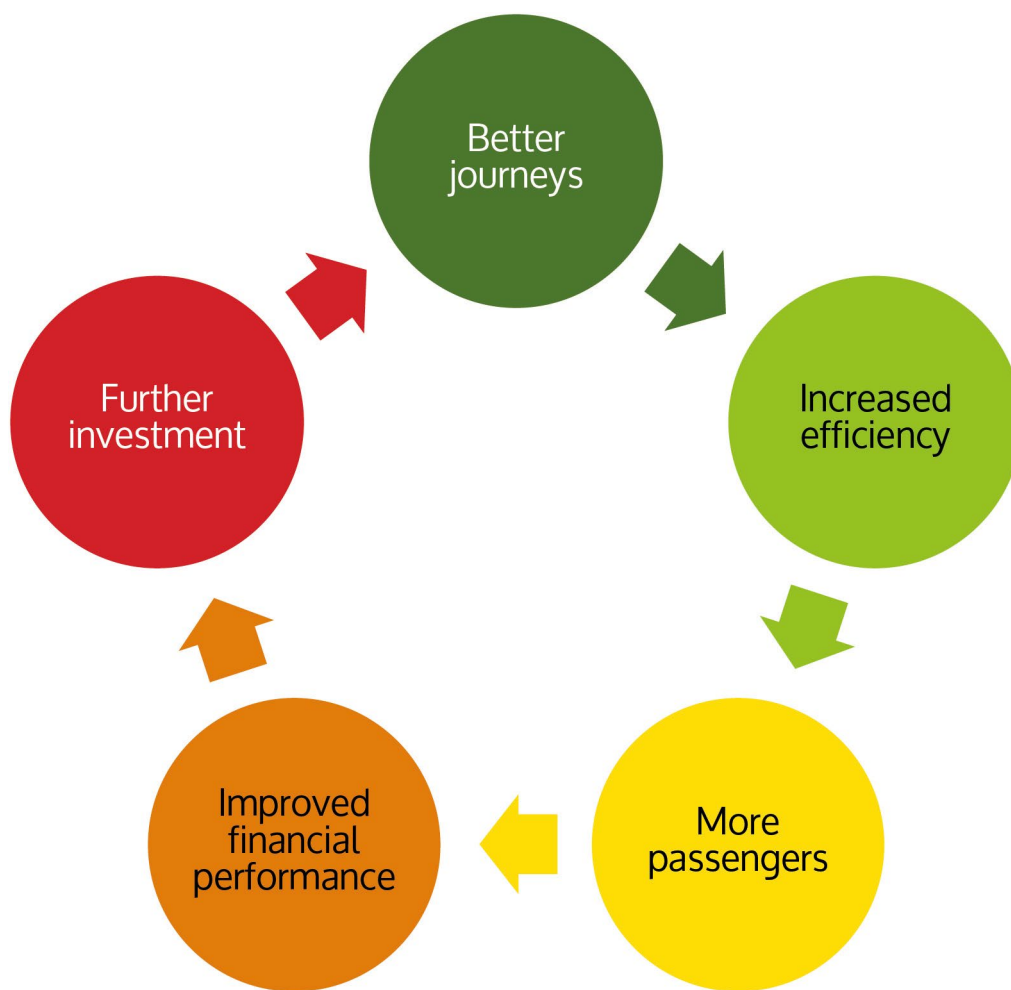 Better
journeys
Increased
efficiency
More
passengers
Improved
financial
performance
Further
investment